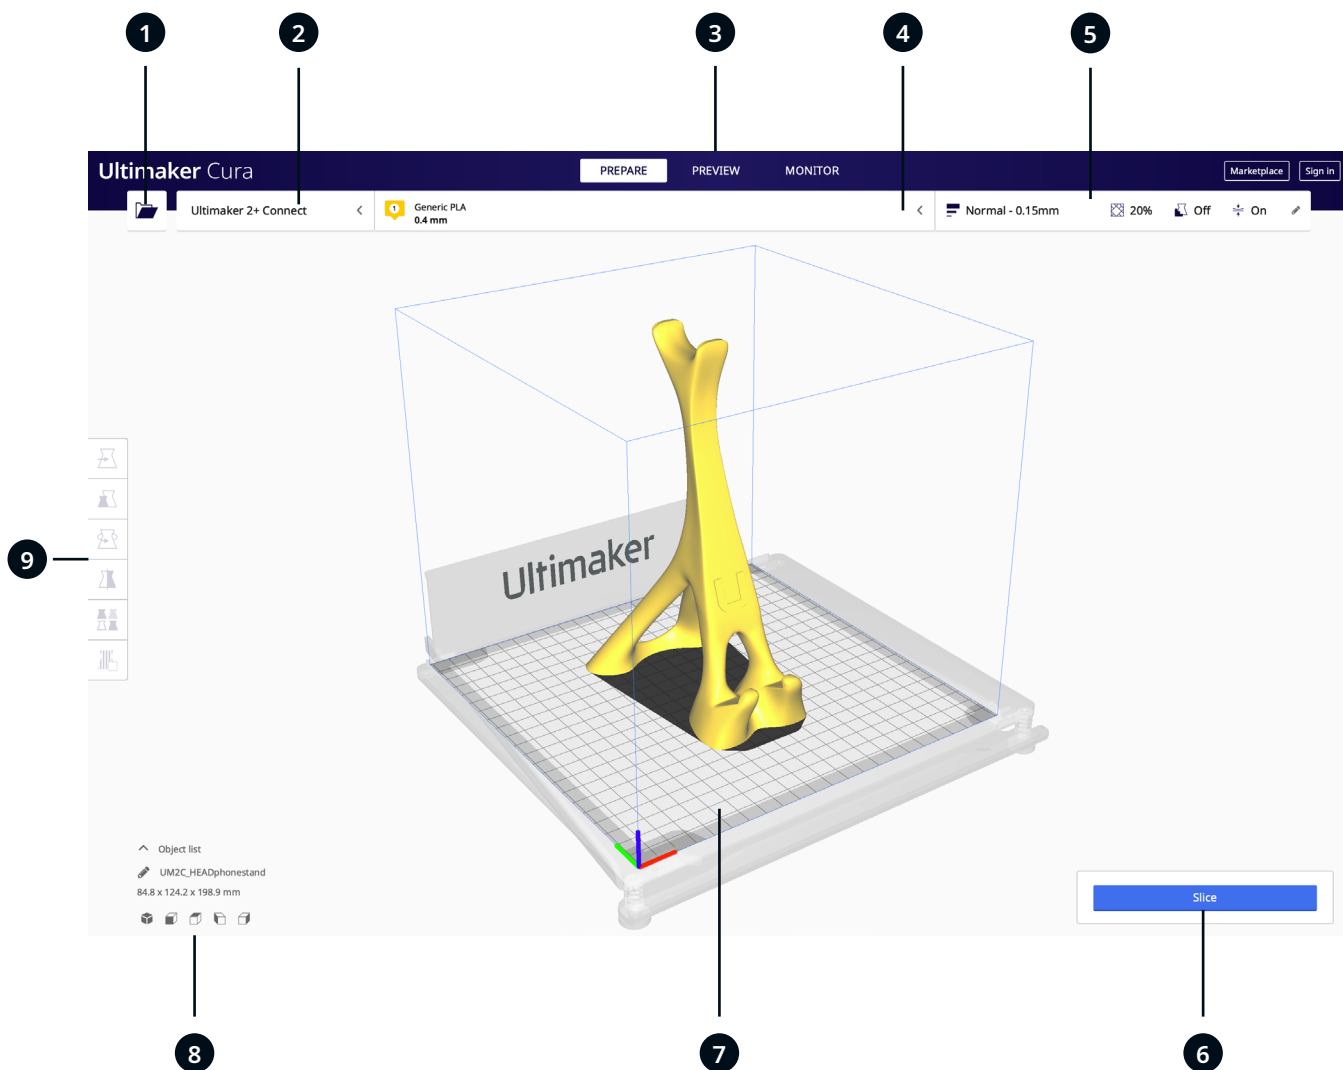 1 2 3 4 5
Ultimaker Cura PREPARE PREVIEW MONITOR Marketplace Sign in
Ultimaker 2+ Connect 1 Generic PLA Normal - 0.15mm 20% Off On
0.4 mm
Ultimaker
U
9
Object list
UM2C_HEADphonestand
84.8 x 124.2 x 198.9 mm
Slice
8 7 6